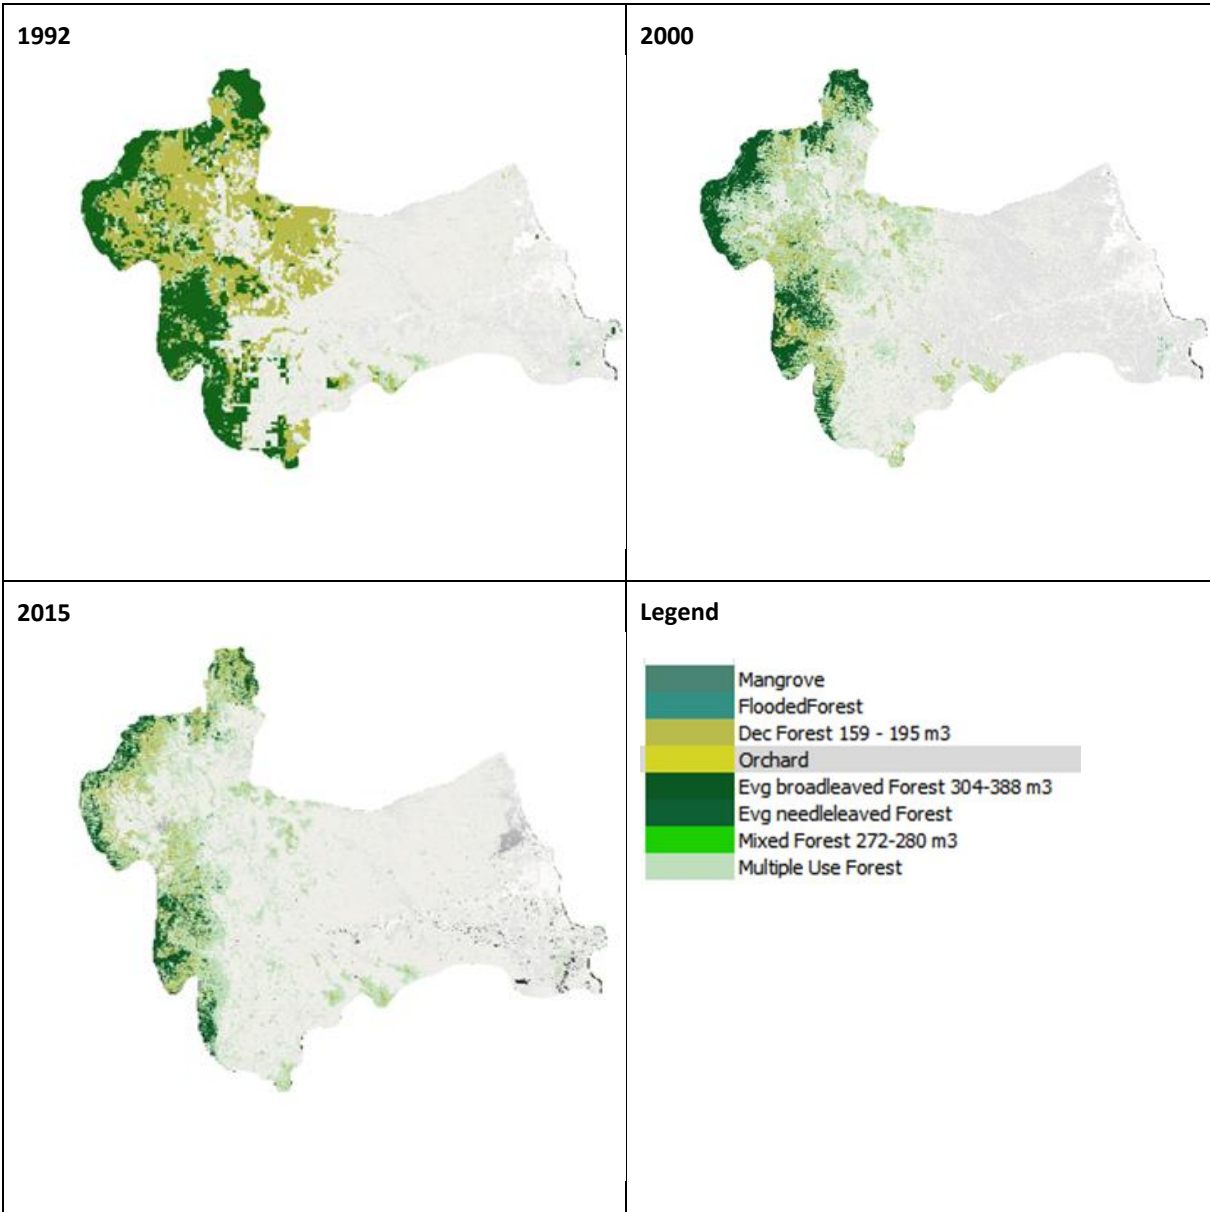 1992
2000
2015
Legend
Mangrove
FloodedForest
Dec Forest 159 - 195 m3
Orchard
Evg broadleaved Forest 304-388 m3
Evg needleleaved Forest
Mixed Forest 272-280 m3
Multiple Use Forest